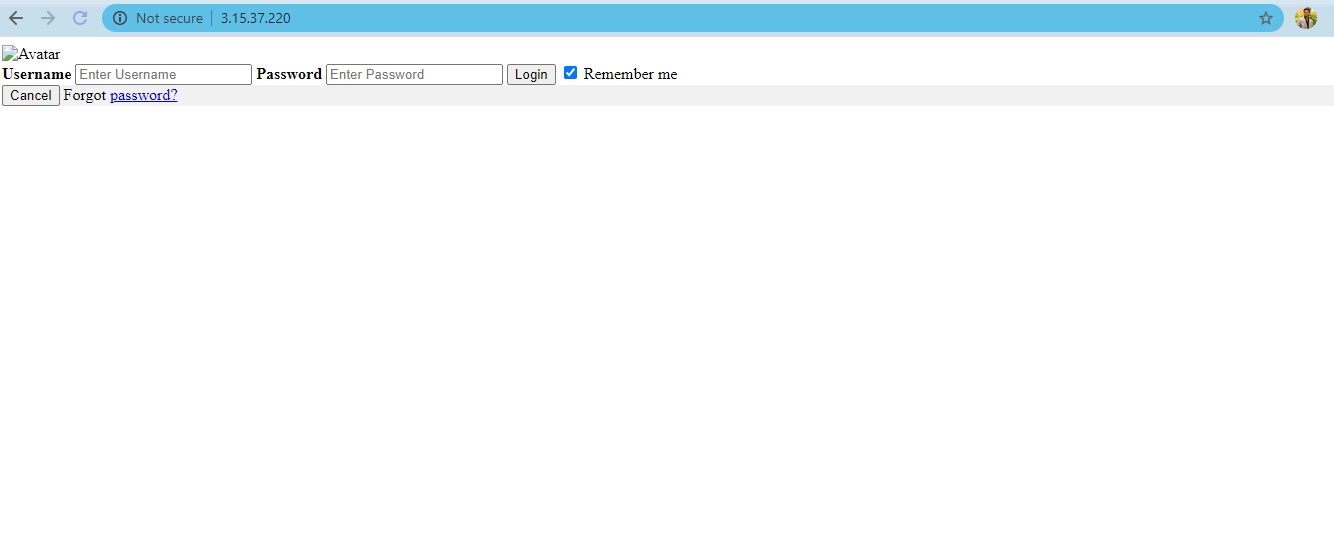 Not secure 3.15.37.220
Avatar
Username Enter Username Password Enter Password Login Remember me
Cancel Forgot password?